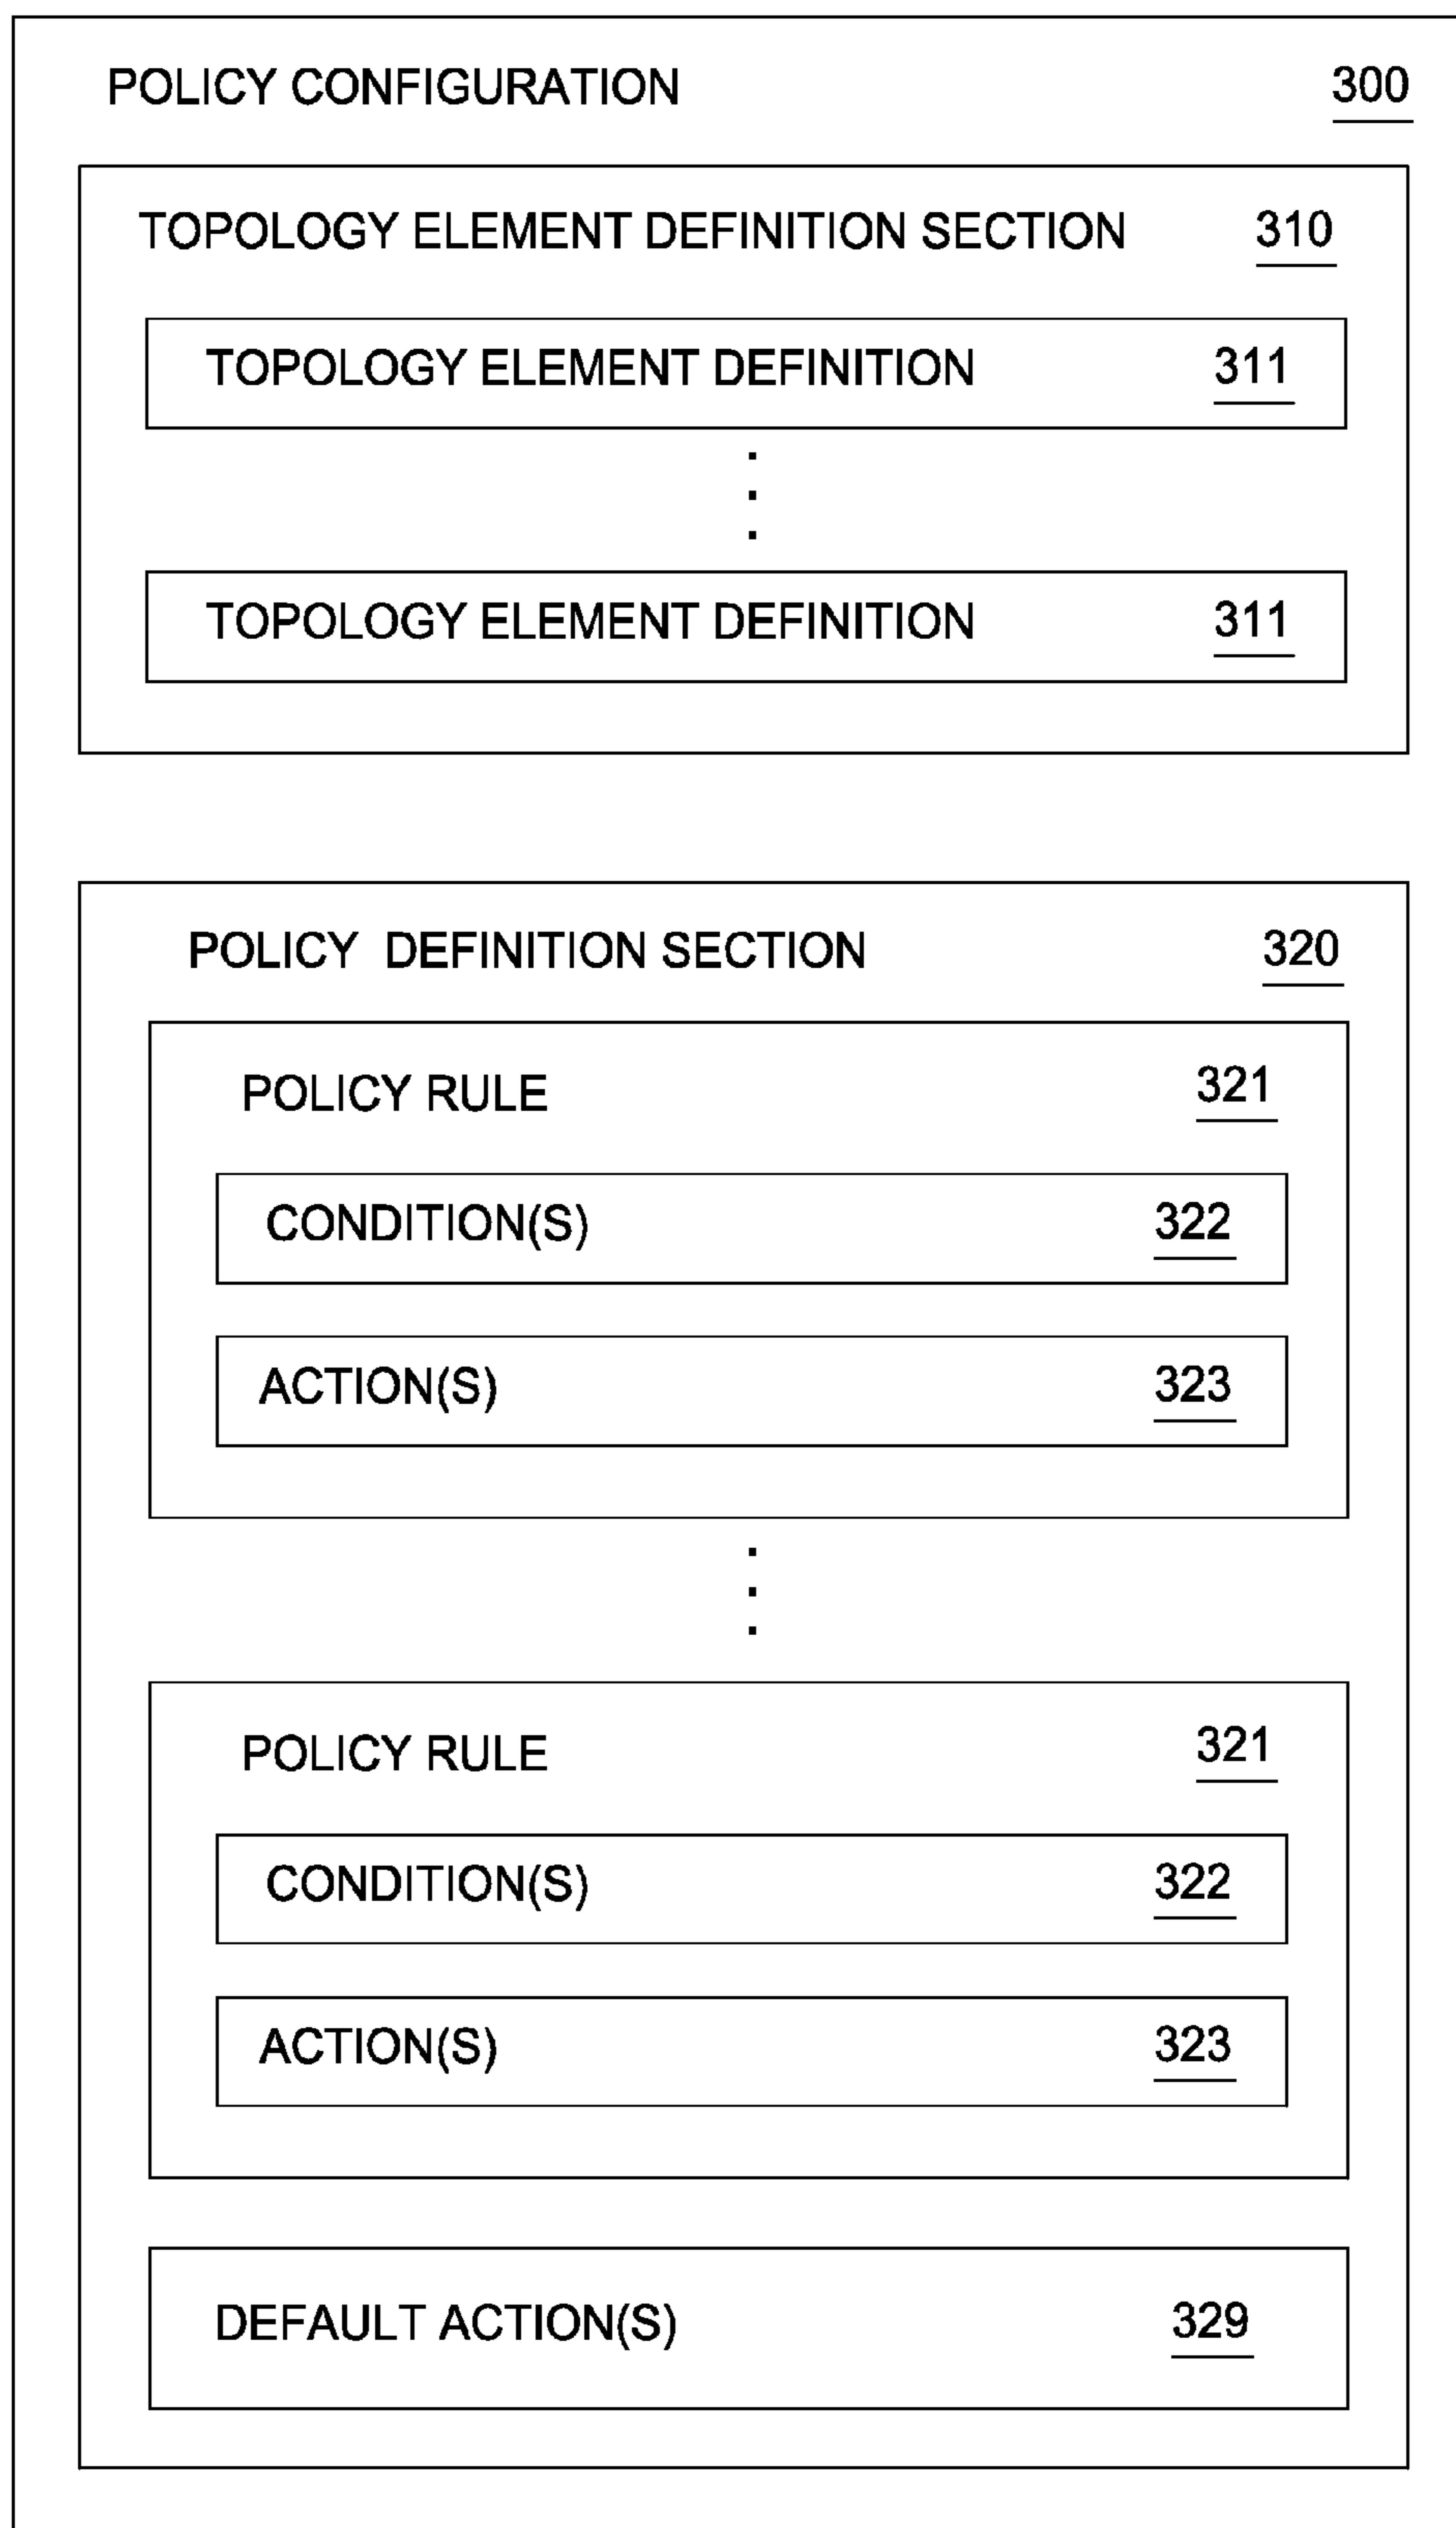 POLICY CONFIGURATION 300
TOPOLOGY ELEMENT DEFINITION SECTION 310
TOPOLOGY ELEMENT DEFINITION 311
TOPOLOGY ELEMENT DEFINITION 311
POLICY DEFINITION SECTION 320
POLICY RULE 321
CONDITION(S) 322
ACTION(S) 323
POLICY RULE 321
CONDITION(S) 322
ACTION(S) 323
DEFAULT ACTION(S) 329